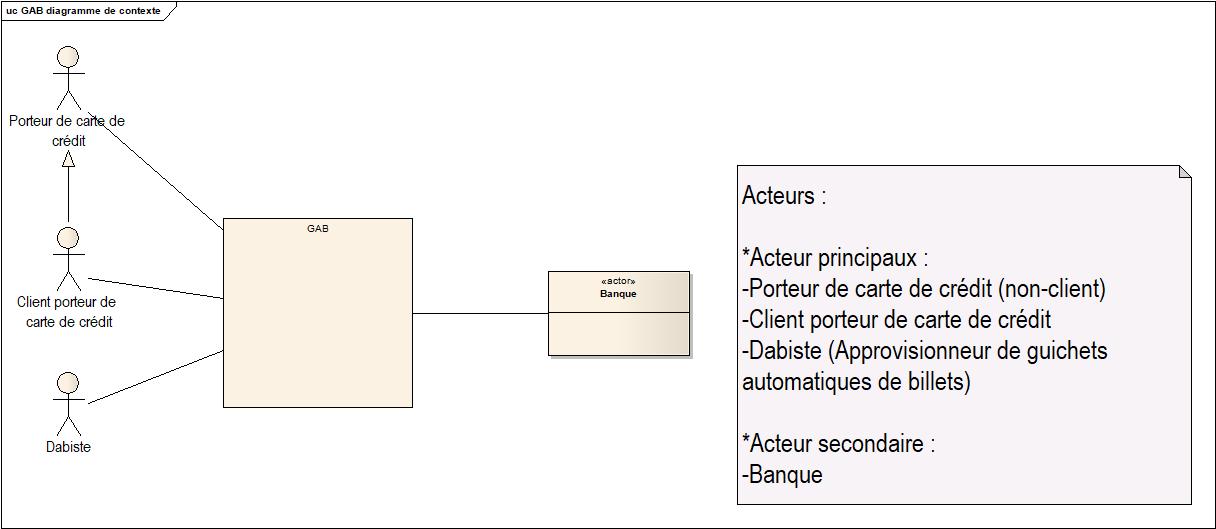 uc GAB diagramme de contexte
Porteur de carte de
crédit
Client porteur de
carte de crédit
Dabiste
GAB
«actor»
Banque
Acteurs :
*Acteur principaux :
-Porteur de carte de crédit (non-client)
-Client porteur de carte de crédit
-Dabiste (Approvisionneur de guichets
automatiques de billets)
*Acteur secondaire :
-Banque